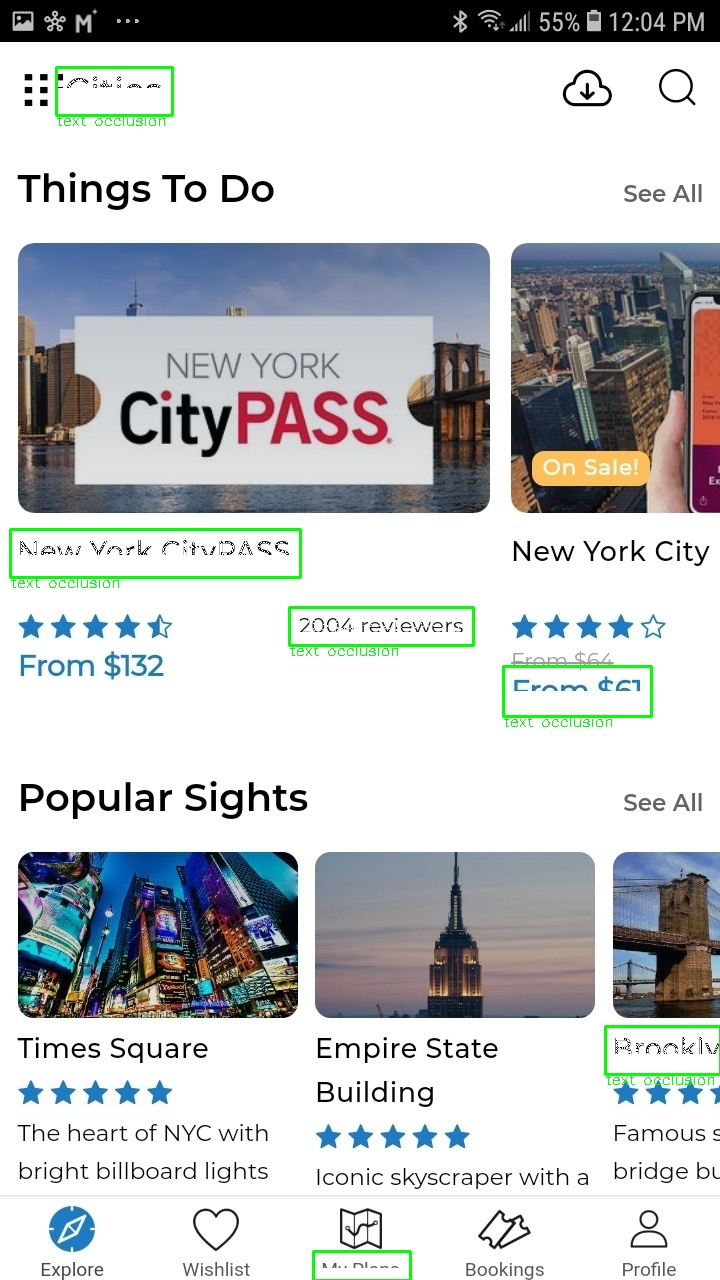 55% 12:04 PM
Cities
text occlusion
Things To Do
See All
NEW YORK
CityPASS
On Sale!
New York CityPASS
text occlusion
New York City
2004 reviewers
text occlusion
From $132
From $64
From $61
text occlusion
Popular Sights
See All
Times Square
Empire State
Building
Brookly
text occlusion
The heart of NYC with
bright billboard lights
Iconic skyscraper with a
Famous s
bridge bu
Explore
Wishlist
My Plans
Bookings
Profile